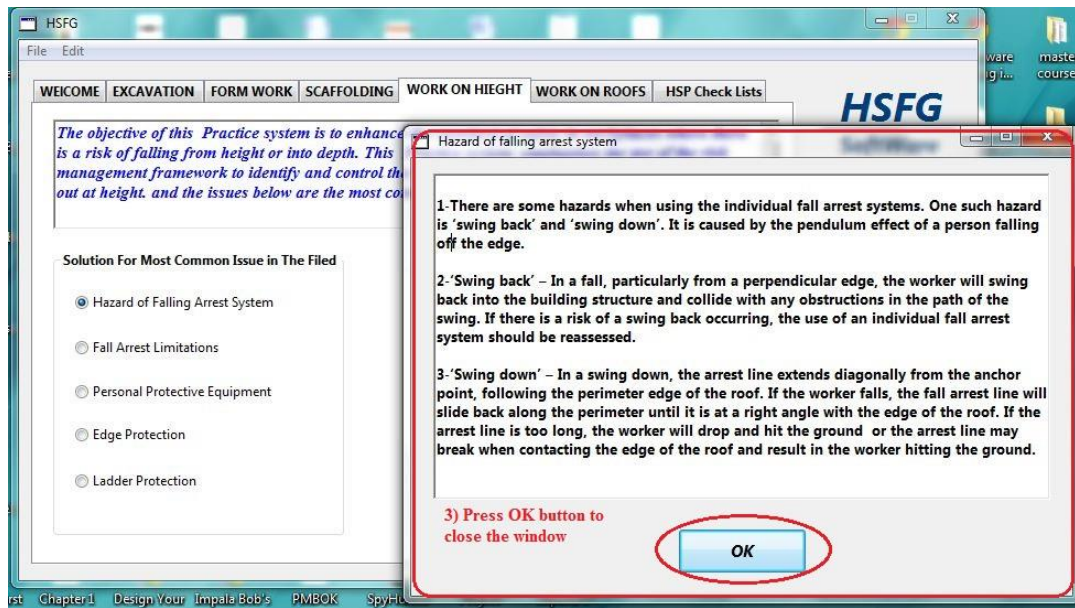 HSFG
File Edit
WElCOME EXCAVATION FORM WORK SCAFFOLDING WORK ON HIEGHT WORK ON ROOFS HSP Check Lists
HSFG
SoftWare
The objective of this Practice system is to enhance
is a risk of falling from height or into depth. This
management framework to identify and control th
out at height. and the issues below are the most co
Solution For Most Common Issue in The Filed
Hazard of Falling Arrest System
Fall Arrest Limitations
Personal Protective Equipment
Edge Protection
Ladder Protection
Hazard of falling arrest system
1-There are some hazards when using the individual fall arrest systems. One such hazard
is ‘swing back’ and ‘swing down’. It is caused by the pendulum effect of a person falling
off the edge.
2-‘Swing back’ – In a fall, particularly from a perpendicular edge, the worker will swing
back into the building structure and collide with any obstructions in the path of the
swing. If there is a risk of a swing back occurring, the use of an individual fall arrest
system should be reassessed.
3-‘Swing down’ – In a swing down, the arrest line extends diagonally from the anchor
point, following the perimeter edge of the roof. If the worker falls, the fall arrest line will
slide back along the perimeter until it is at a right angle with the edge of the roof. If the
arrest line is too long, the worker will drop and hit the ground or the arrest line may
break when contacting the edge of the roof and result in the worker hitting the ground.
3) Press OK button to
close the window
OK
ware maste
g i... course
rst Chapter 1 Design Your Impala Bob's PMBOK SpyHu